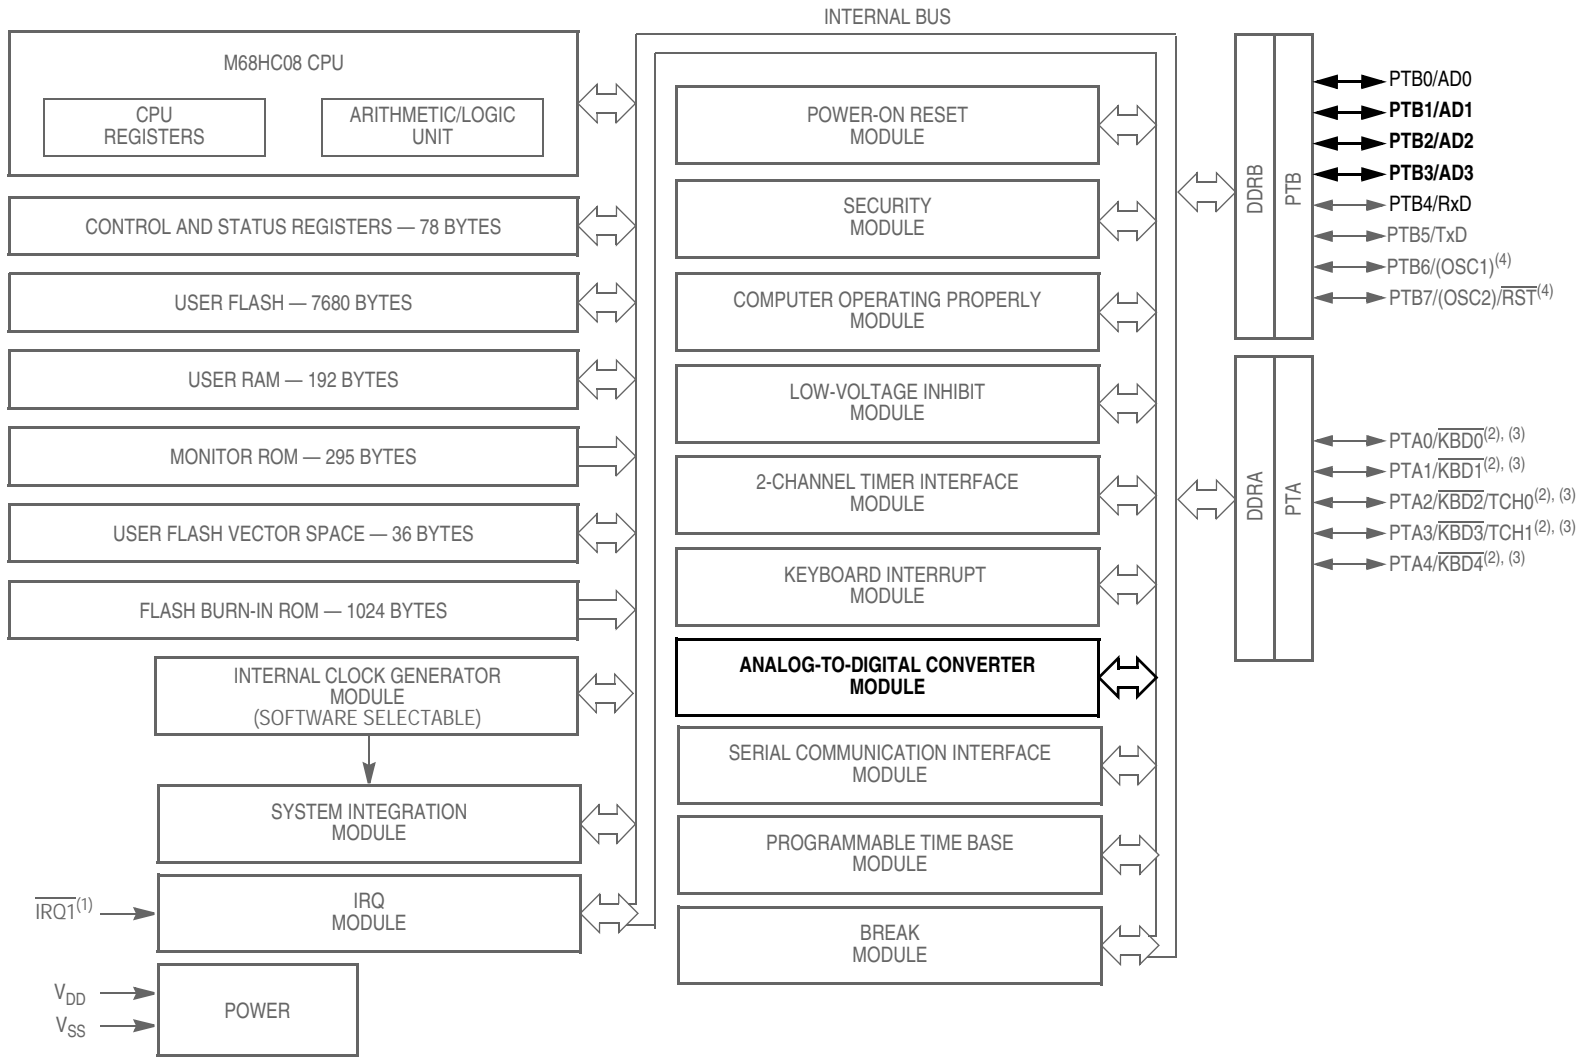 INTERNAL BUS
M68HC08 CPU
CPU
REGISTERS
ARITHMETIC/LOGIC
UNIT
CONTROL AND STATUS REGISTERS — 78 BYTES
USER FLASH — 7680 BYTES
USER RAM — 192 BYTES
MONITOR ROM — 295 BYTES
USER FLASH VECTOR SPACE — 36 BYTES
FLASH BURN-IN ROM — 1024 BYTES
INTERNAL CLOCK GENERATOR
MODULE
(SOFTWARE SELECTABLE)
SYSTEM INTEGRATION
MODULE
IRQ1(1)
IRQ
MODULE
VDD
VSS
POWER
POWER-ON RESET
MODULE
SECURITY
MODULE
COMPUTER OPERATING PROPERLY
MODULE
LOW-VOLTAGE INHIBIT
MODULE
2-CHANNEL TIMER INTERFACE
MODULE
KEYBOARD INTERRUPT
MODULE
ANALOG-TO-DIGITAL CONVERTER
MODULE
SERIAL COMMUNICATION INTERFACE
MODULE
PROGRAMMABLE TIME BASE
MODULE
BREAK
MODULE
DDRB
PTB
PTB0/AD0
PTB1/AD1
PTB2/AD2
PTB3/AD3
PTB4/RxD
PTB5/TxD
PTB6/(OSC1)(4)
PTB7/(OSC2)/RST(4)
DDRA
PTA
PTA0/KBD0(2), (3)
PTA1/KBD1(2), (3)
PTA2/KBD2/TCH0(2), (3)
PTA3/KBD3/TCH1(2), (3)
PTA4/KBD4(2), (3)